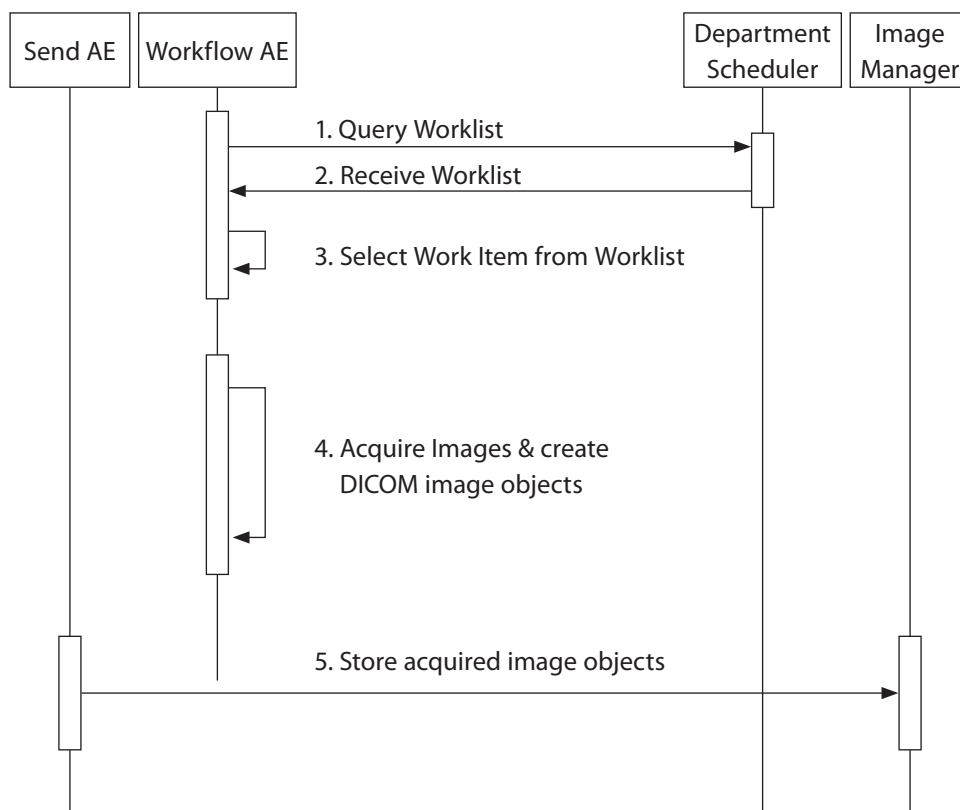 Send AE
Workflow AE
Department
Scheduler
Image
Manager
1. Query Worklist
2. Receive Worklist
3. Select Work Item from Worklist
4. Acquire Images & create
DICOM image objects
5. Store acquired image objects